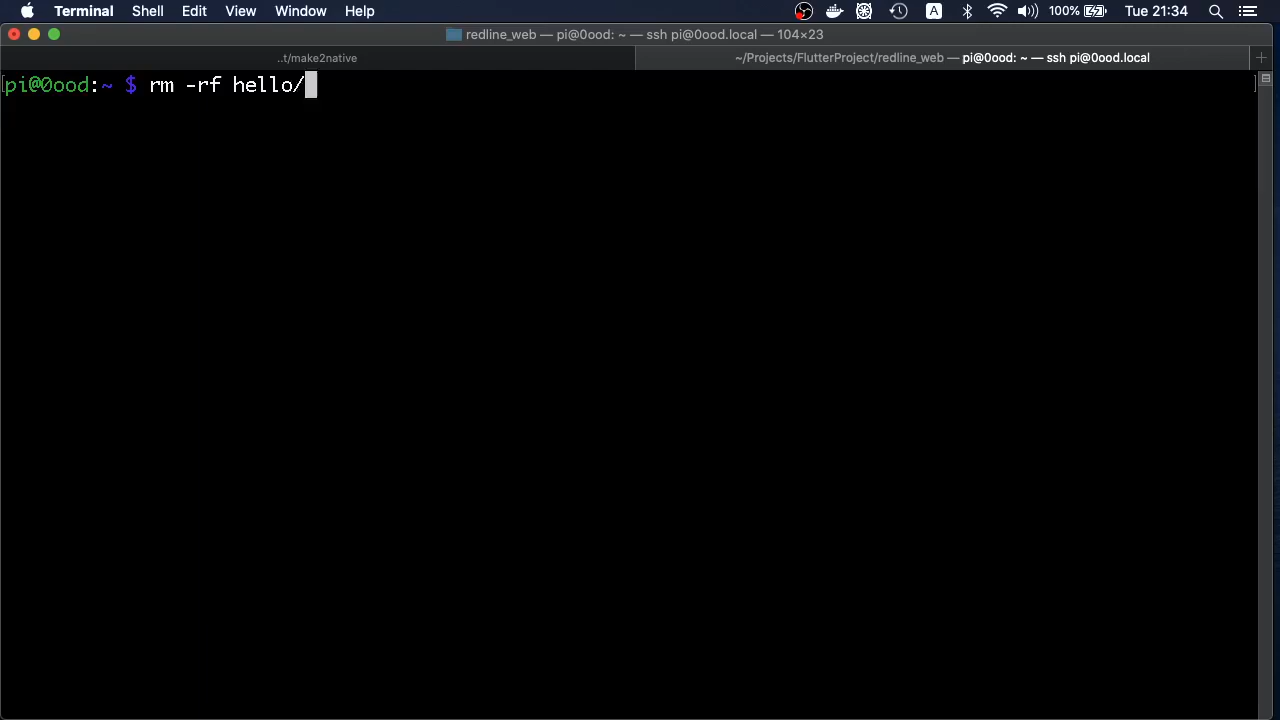 Terminal Shell Edit View Window Help A 100% Tue 21:34
redline_web — pi@0ood: ~ — ssh pi@0ood.local — 104×23
..t/make2native ~/Projects/FlutterProject/redline_web — pi@0ood: ~ — ssh pi@0ood.local +
pi@0ood:~ $ rm -rf hello/